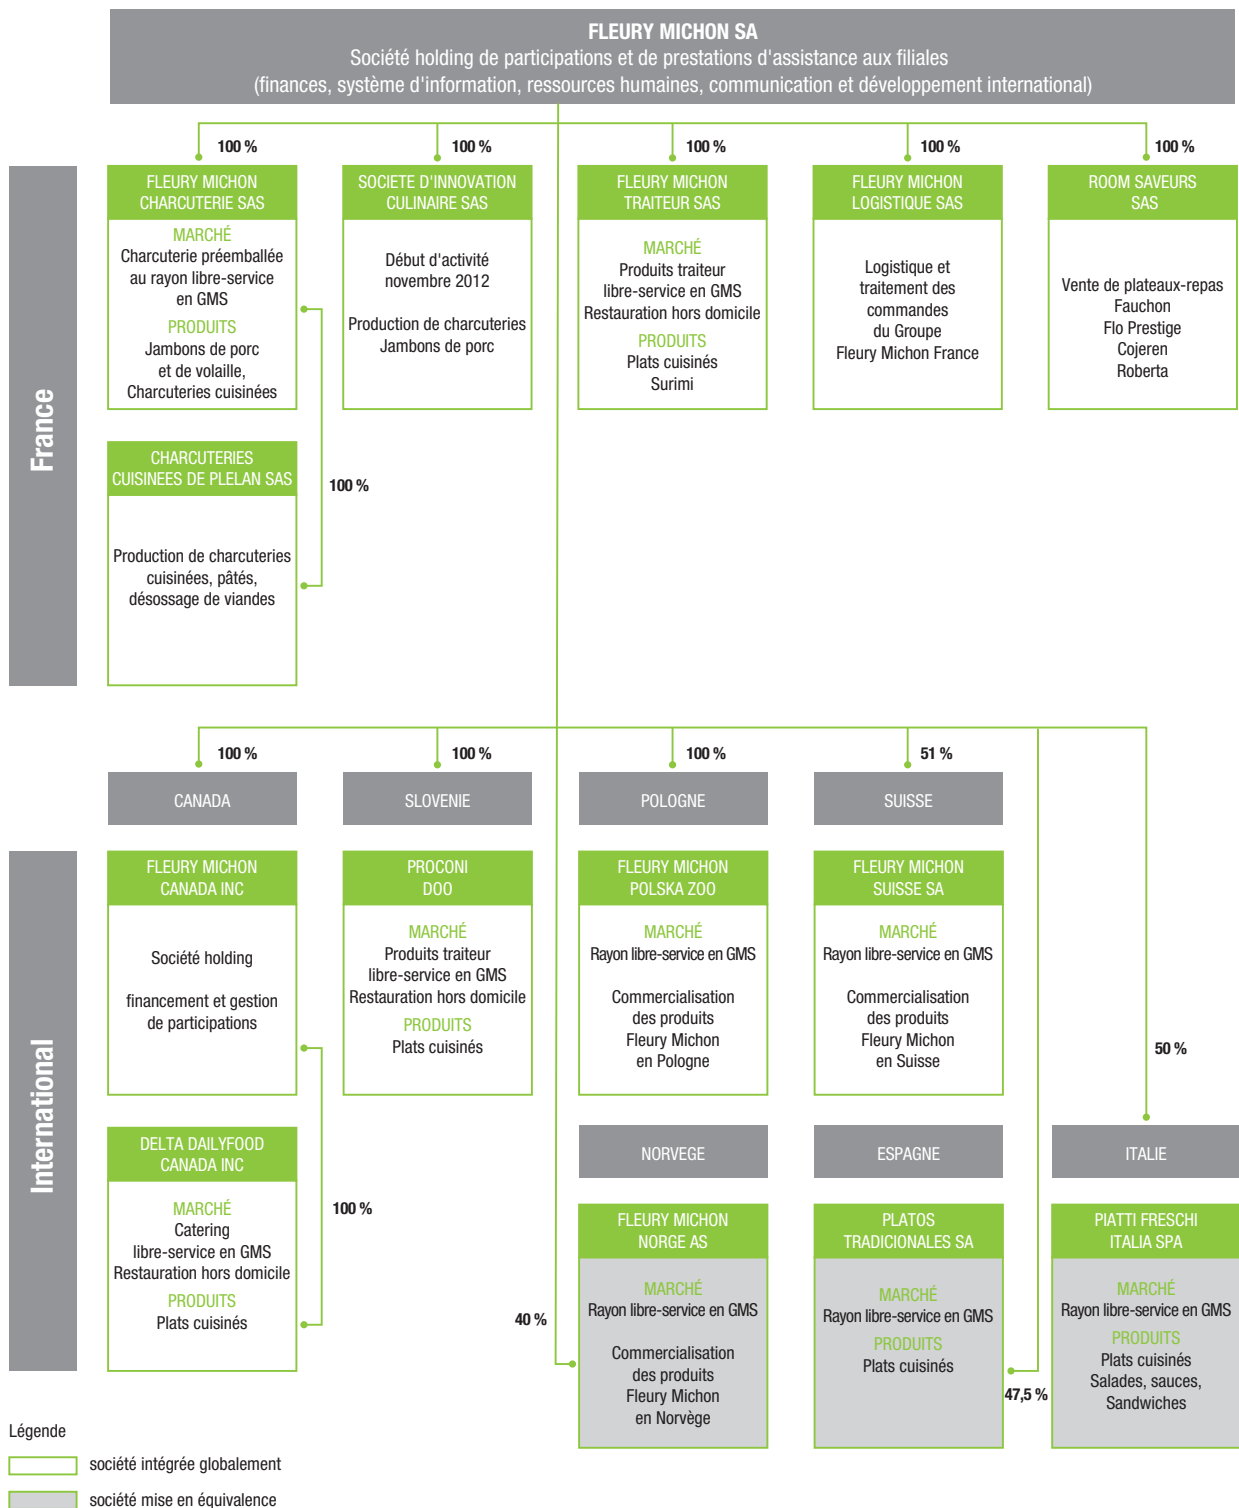 FLEURY MICHON SA
Société holding de participations et de prestations d'assistance aux filiales
(finances, système d'information, ressources humaines, communication et développement international)
France
100 %
FLEURY MICHON
CHARCUTERIE SAS
MARCHÉ
Charcuterie préemballée
au rayon libre-service
en GMS
PRODUITS
Jambons de porc
et de volaille,
Charcuteries cuisinées
100 %
SOCIETE D'INNOVATION
CULINAIRE SAS
Début d'activité
novembre 2012
Production de charcuteries
Jambons de porc
100 %
FLEURY MICHON
TRAITEUR SAS
MARCHÉ
Produits traiteur
libre-service en GMS
Restauration hors domicile
PRODUITS
Plats cuisinés
Surimi
100 %
FLEURY MICHON
LOGISTIQUE SAS
Logistique et
traitement des
commandes
du Groupe
Fleury Michon France
100 %
ROOM SAVEURS
SAS
Vente de plateaux-repas
Fauchon
Flo Prestige
Cojeren
Roberta
CHARCUTERIES
CUISINEES DE PLELAN SAS
100 %
Production de charcuteries
cuisinées, pâtés,
désossage de viandes
International
100 %
CANADA
FLEURY MICHON
CANADA INC
Société holding
financement et gestion
de participations
100 %
SLOVENIE
PROCONI
DOO
MARCHÉ
Produits traiteur
libre-service en GMS
Restauration hors domicile
PRODUITS
Plats cuisinés
100 %
POLOGNE
FLEURY MICHON
POLSKA ZOO
MARCHÉ
Rayon libre-service en GMS
Commercialisation
des produits
Fleury Michon
en Pologne
51 %
SUISSE
FLEURY MICHON
SUISSE SA
MARCHÉ
Rayon libre-service en GMS
Commercialisation
des produits
Fleury Michon
en Suisse
50 %
DELTA DAILYFOOD
CANADA INC
MARCHÉ
Catering
libre-service en GMS
Restauration hors domicile
PRODUITS
Plats cuisinés
100 %
40 %
NORVEGE
FLEURY MICHON
NORGE AS
MARCHÉ
Rayon libre-service en GMS
Commercialisation
des produits
Fleury Michon
en Norvège
ESPAGNE
PLATOS
TRADICIONALES SA
MARCHÉ
Rayon libre-service en GMS
PRODUITS
Plats cuisinés
47,5 %
ITALIE
PIATTI FRESCHI
ITALIA SPA
MARCHÉ
Rayon libre-service en GMS
PRODUITS
Plats cuisinés
Salades, sauces,
Sandwiches
Légende
société intégrée globalement
société mise en équivalence